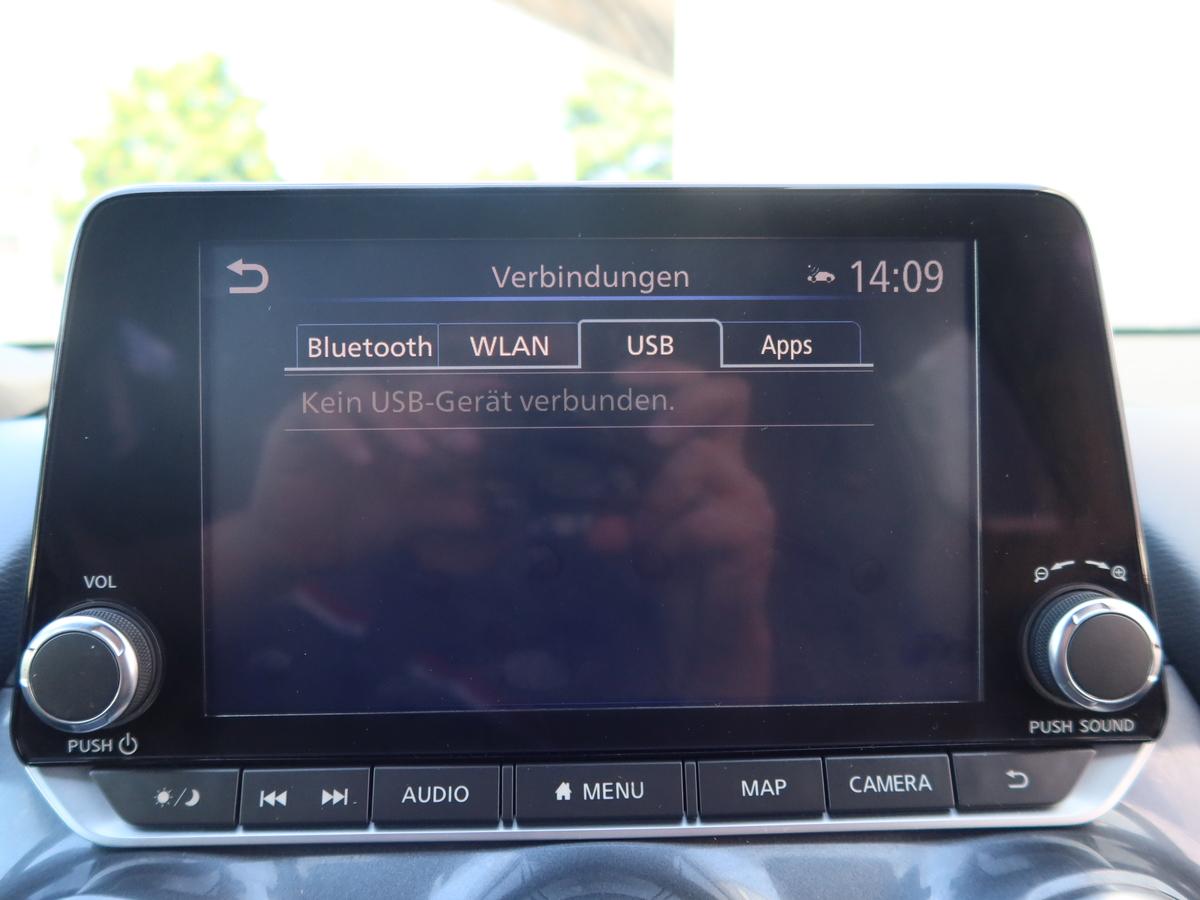 Verbindungen 14:09
Bluetooth WLAN USB Apps
Kein USB-Gerät verbunden.
VOL
PUSH
PUSH SOUND
AUDIO MENU MAP CAMERA